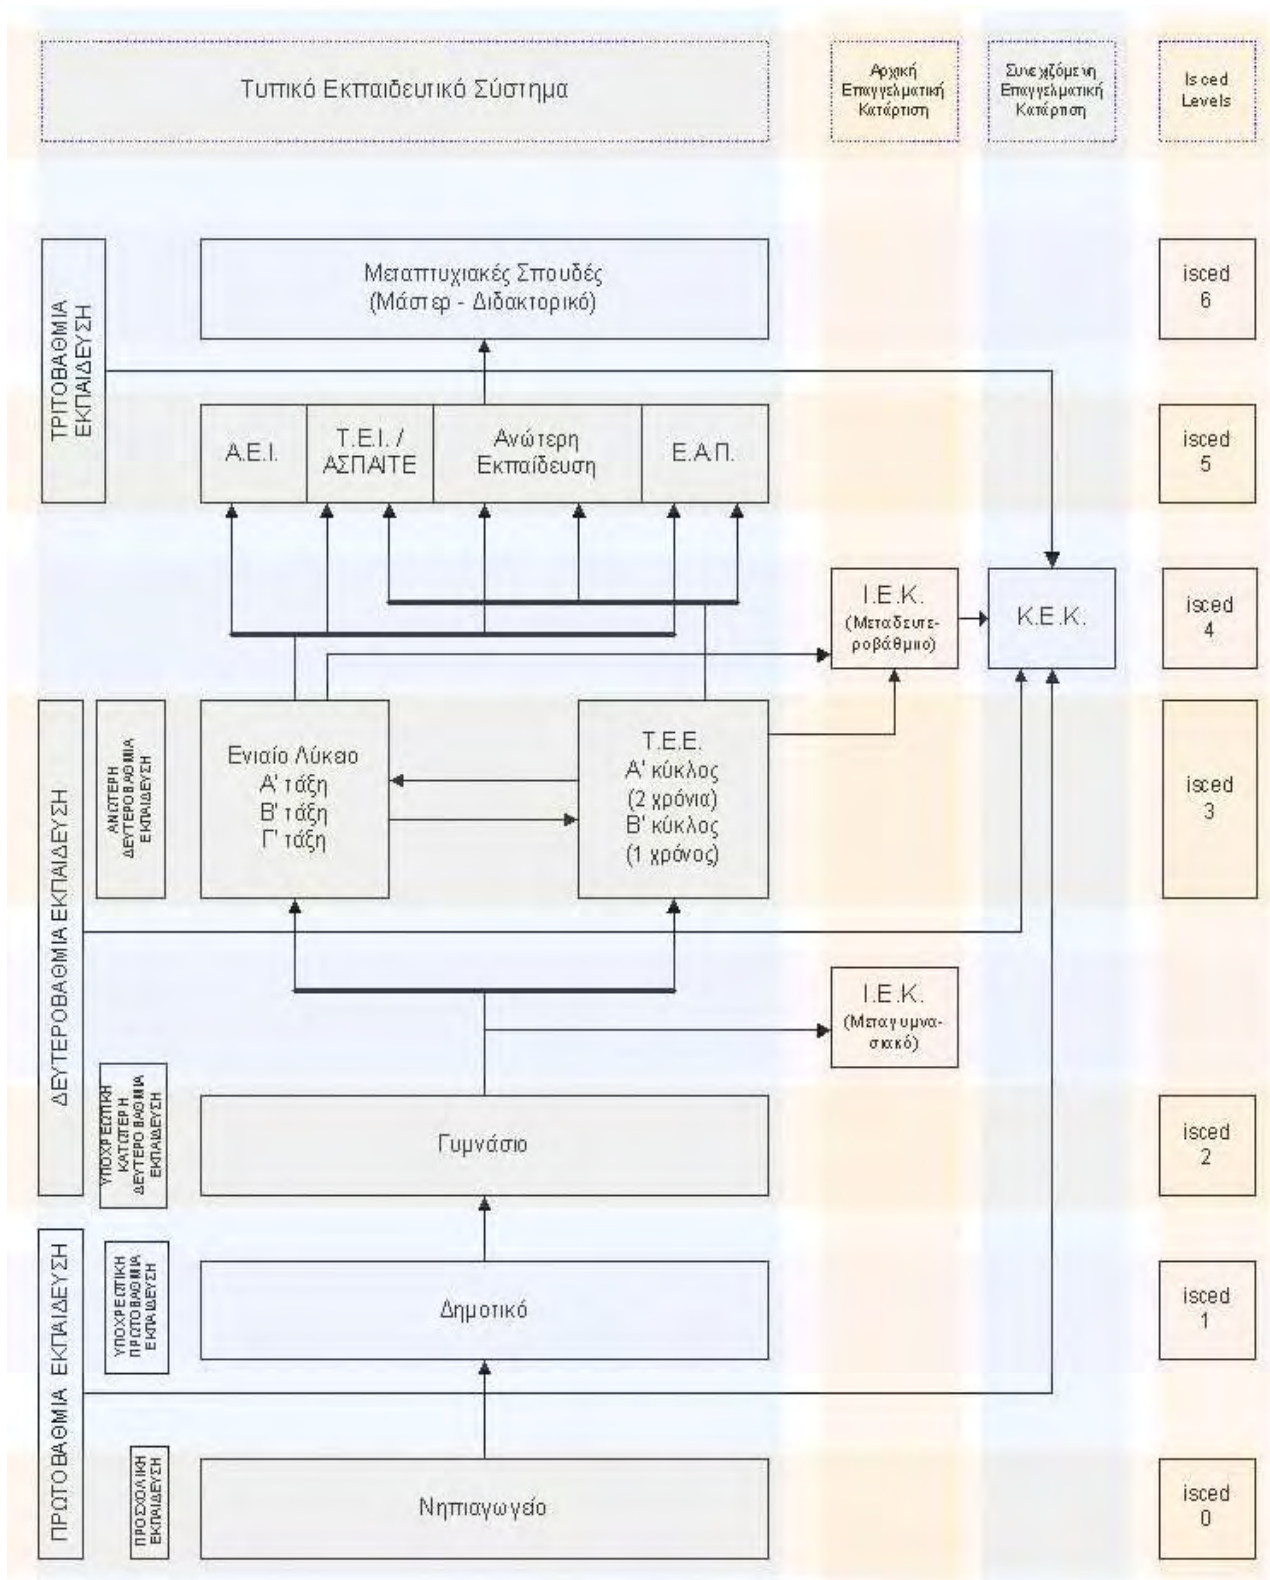 Τυπικό Εκπαιδευτικό Σύστημα
Αρχική
Επαγγελματική
Κατάρτιση
Συνεχιζόμενη
Επαγγελματική
Κατάρτιση
Isced
Levels
ΤΡΙΤΟΒΑΘΜΙΑ
ΕΚΠΑΙΔΕΥΣΗ
Μεταπτυχιακές Σπουδές
(Μάστερ - Διδακτορικό)
isced
6
Α.Ε.Ι.
Τ.Ε.Ι. /
ΑΣΠΑΙΤΕ
Ανώτερη
Εκπαίδευση
Ε.Α.Π.
isced
5
Ι.Ε.Κ.
(Μεταδευτε-
ροβάθμιο)
Κ.Ε.Κ.
isced
4
ΔΕΥΤΕΡΟΒΑΘΜΙΑ ΕΚΠΑΙΔΕΥΣΗ
ΑΝΩΤΕΡΗ
ΔΕΥΤΕΡΟΒΑΘΜΙΑ
ΕΚΠΑΙΔΕΥΣΗ
Ενιαίο Λύκειο
Α' τάξη
Β' τάξη
Γ' τάξη
Τ.Ε.Ε.
Α' κύκλος
(2 χρόνια)
Β' κύκλος
(1 χρόνος)
isced
3
Ι.Ε.Κ.
(Μεταγυμνα-
σιακό)
ΥΠΟΧΡΕΩΤΙΚΗ
ΚΑΤΩΤΕΡΗ
ΔΕΥΤΕΡΟΒΑΘΜΙΑ
ΕΚΠΑΙΔΕΥΣΗ
Γυμνάσιο
isced
2
ΠΡΩΤΟΒΑΘΜΙΑ ΕΚΠΑΙΔΕΥΣΗ
ΥΠΟΧΡΕΩΤΙΚΗ
ΠΡΩΤΟΒΑΘΜΙΑ
ΕΚΠΑΙΔΕΥΣΗ
Δημοτικό
isced
1
ΠΡΟΣΧΟΛΙΚΗ
ΕΚΠΑΙΔΕΥΣΗ
Νηπιαγωγείο
isced
0